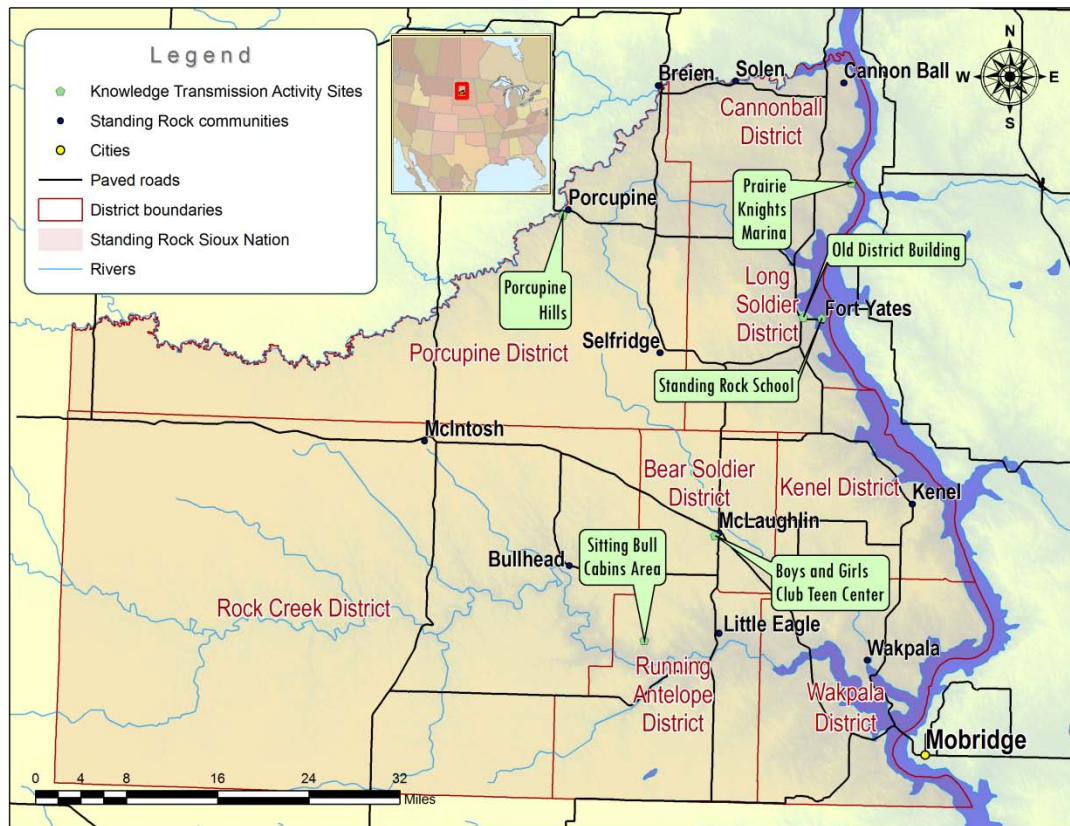 Legend
Knowledge Transmission Activity Sites
Standing Rock communities
Cities
Paved roads
District boundaries
Standing Rock Sioux Nation
Rivers
N
W
E
S
Breien
Solen
Cannon Ball
Cannonball
District
Porcupine
Prairie
Knights
Marina
Old District Building
Porcupine
Hills
Long
Soldier
District
Fort Yates
Porcupine District
Selfridge
Standing Rock School
McIntosh
Bear Soldier
District
Kenel District
Kenel
McLaughlin
Sitting Bull
Cabins Area
Bullhead
Boys and Girls
Club Teen Center
Rock Creek District
Little Eagle
Wakpala
Running
Antelope
District
Wakpala
District
Mobridge
0 4 8 16 24 32
Miles